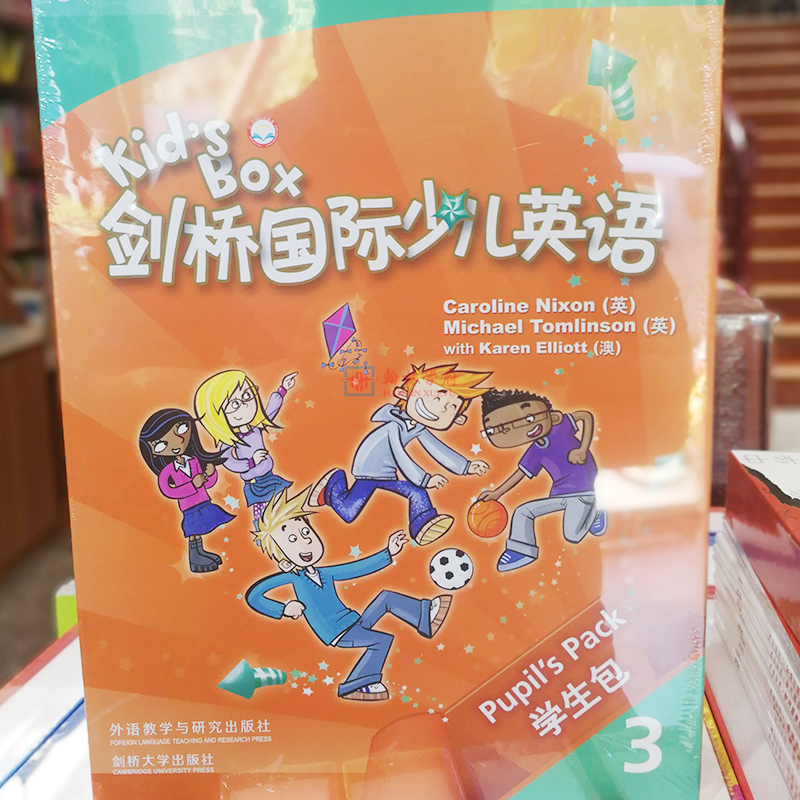 Kid's
Box
剑桥国际少儿英语
Caroline Nixon (英)
Michael Tomlinson (英)
with Karen Elliott (澳)
Pupil's Pack
学生包
3
外语教学与研究出版社
FOREIGN LANGUAGE TEACHING AND RESEARCH PRESS
剑桥大学出版社
CAMBRIDGE UNIVERSITY PRESS